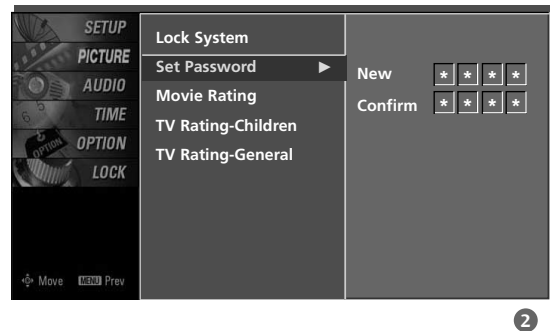 SETUP
PICTURE
AUDIO
TIME
OPTION
LOCK
Move MENU Prev
Lock System
Set Password ►
Movie Rating
TV Rating-Children
TV Rating-General
New * * * *
Confirm * * * *
2